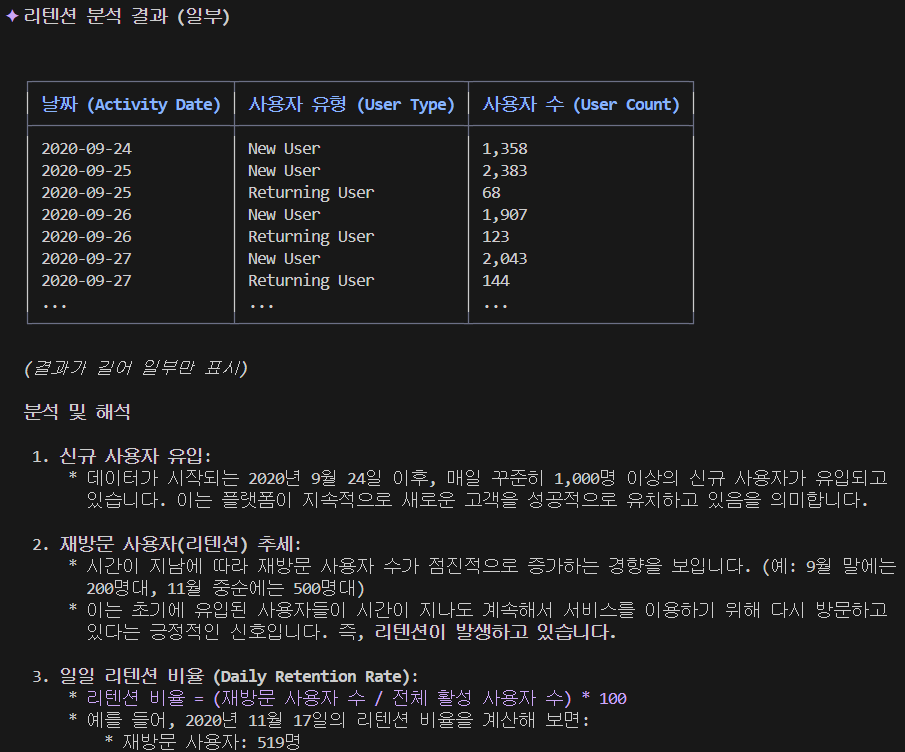 ✦ 리텐션 분석 결과 (일부)
날짜 (Activity Date) 사용자 유형 (User Type) 사용자 수 (User Count)
2020-09-24 New User 1,358
2020-09-25 New User 2,383
2020-09-25 Returning User 68
2020-09-26 New User 1,907
2020-09-26 Returning User 123
2020-09-27 New User 2,043
2020-09-27 Returning User 144
... ... ...
(결과가 길어 일부만 표시)
분석 및 해석
1. 신규 사용자 유입:
* 데이터가 시작되는 2020년 9월 24일 이후, 매일 꾸준히 1,000명 이상의 신규 사용자가 유입되고
있습니다. 이는 플랫폼이 지속적으로 새로운 고객을 성공적으로 유치하고 있음을 의미합니다.
2. 재방문 사용자(리텐션) 추세:
* 시간이 지남에 따라 재방문 사용자 수가 점진적으로 증가하는 경향을 보입니다. (예: 9월 말에는
200명대, 11월 중순에는 500명대)
* 이는 초기에 유입된 사용자들이 시간이 지나도 계속해서 서비스를 이용하기 위해 다시 방문하고
있다는 긍정적인 신호입니다. 즉, 리텐션이 발생하고 있습니다.
3. 일일 리텐션 비율 (Daily Retention Rate):
* 리텐션 비율 = (재방문 사용자 수 / 전체 활성 사용자 수) * 100
* 예를 들어, 2020년 11월 17일의 리텐션 비율을 계산해 보면:
* 재방문 사용자: 519명